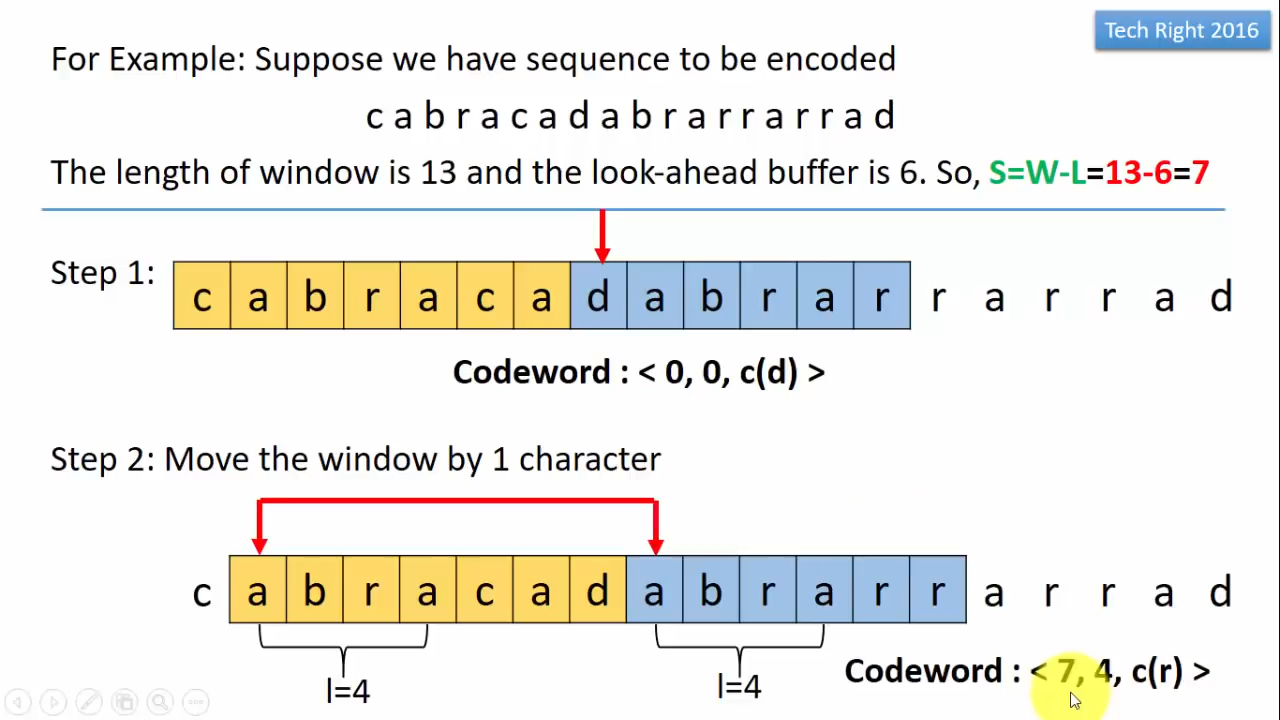 Tech Right 2016
For Example: Suppose we have sequence to be encoded
c a b r a c a d a b r a r r a r r a d
The length of window is 13 and the look-ahead buffer is 6. So, S=W-L=13-6=7
Step 1: c a b r a c a d a b r a r r a r r a d
Codeword : < 0, 0, c(d) >
Step 2: Move the window by 1 character
c a b r a c a d a b r a r r a r r a d
l=4 l=4
Codeword : < 7, 4, c(r) >